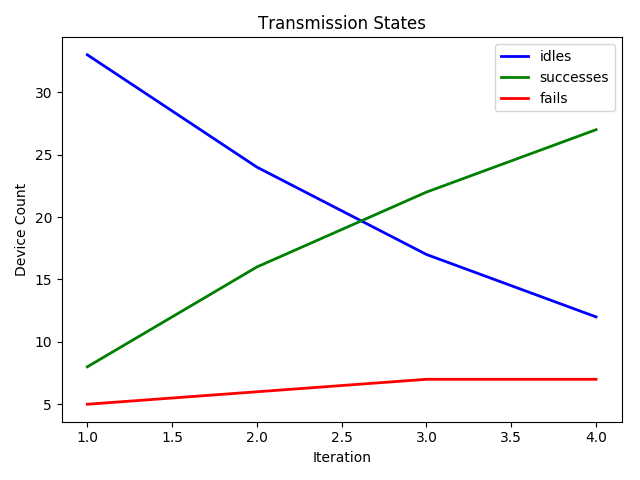 Transmission States
idles
successes
fails
Device Count
30
25
20
15
10
5
1.0 1.5 2.0 2.5 3.0 3.5 4.0
Iteration